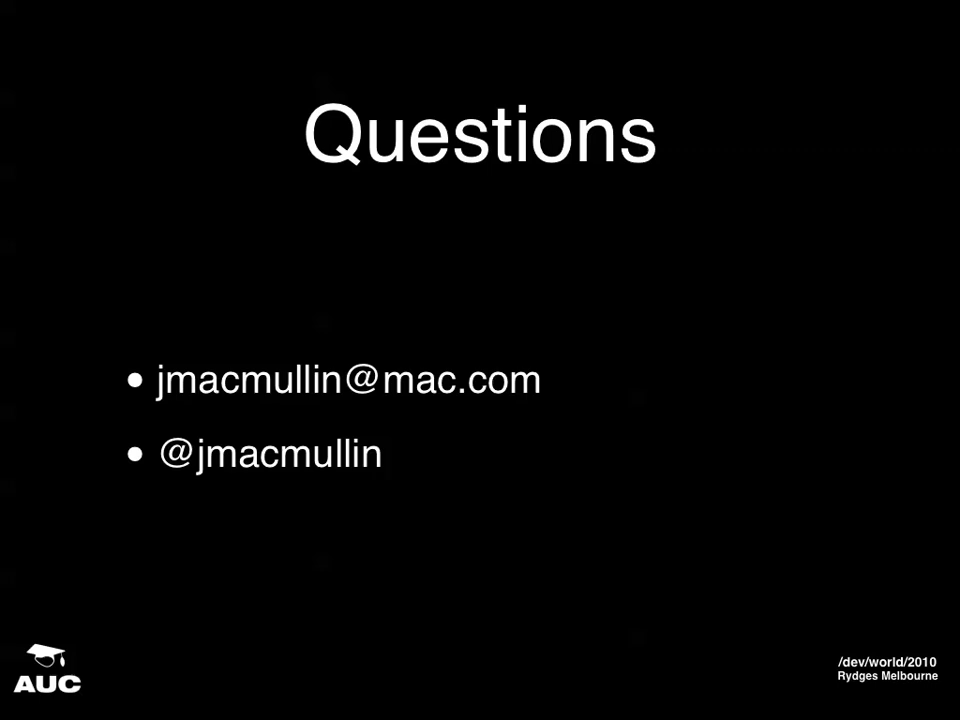 Questions
• jmacmullin@mac.com
• @jmacmullin
AUC
/dev/world/2010
Rydges Melbourne